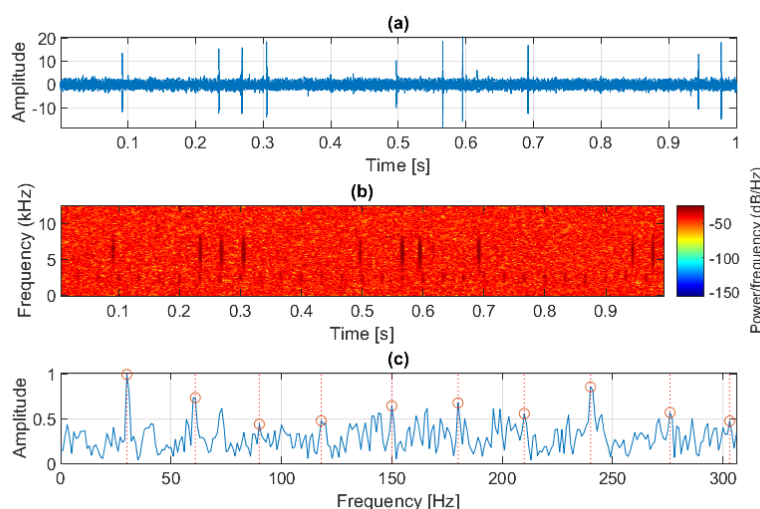 (a)
Amplitude
20
10
0
-10
0.1 0.2 0.3 0.4 0.5 0.6 0.7 0.8 0.9 1
Time [s]
(b)
Frequency (kHz)
10
5
0
0.1 0.2 0.3 0.4 0.5 0.6 0.7 0.8 0.9
Time [s]
-50
-100
-150
Power/frequency (dB/Hz)
(c)
Amplitude
1
0.5
0
0 50 100 150 200 250 300
Frequency [Hz]